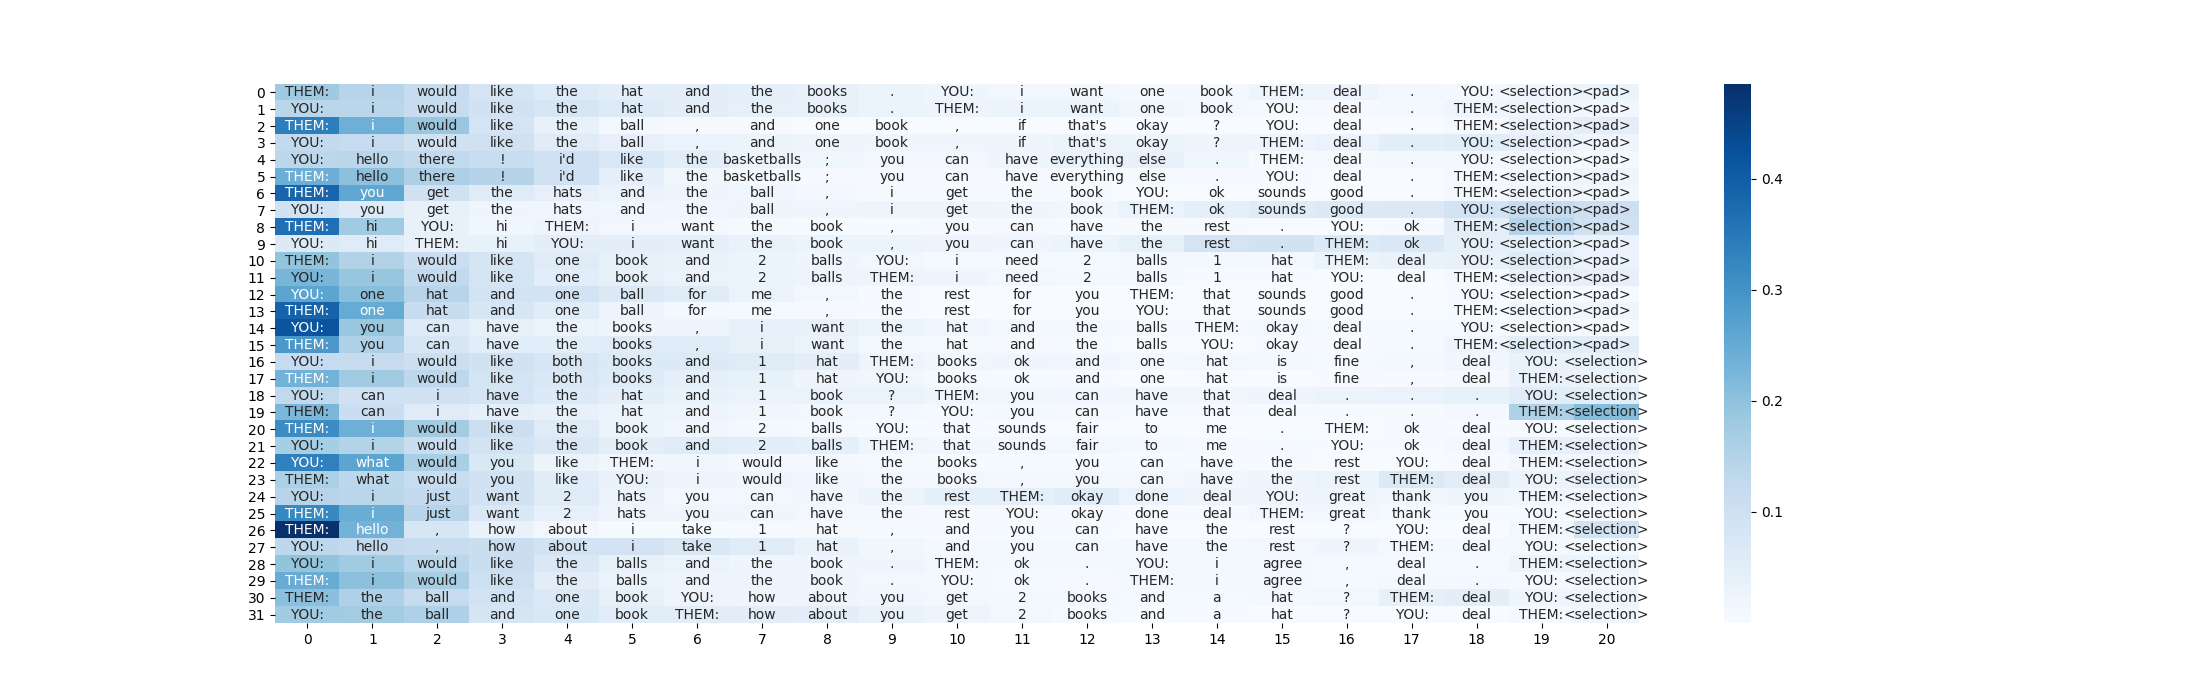 0 THEM: i would like the hat and the books . YOU: i want one book THEM: deal . YOU: <selection> <pad>
1 YOU: i would like the hat and the books . THEM: i want one book YOU: deal . THEM: <selection> <pad>
2 THEM: i would like the ball , and one book , if that's okay ? YOU: deal . THEM: <selection> <pad>
3 YOU: i would like the ball , and one book , if that's okay ? THEM: deal . YOU: <selection> <pad>
4 YOU: hello there ! i'd like the basketballs ; you can have everything else . THEM: deal . YOU: <selection> <pad>
5 THEM: hello there ! i'd like the basketballs ; you can have everything else . YOU: deal . THEM: <selection> <pad>
6 THEM: you get the hats and the ball , i get the book YOU: ok sounds good . THEM: <selection> <pad>
7 YOU: you get the hats and the ball , i get the book THEM: ok sounds good . YOU: <selection> <pad>
8 THEM: hi YOU: hi THEM: i want the book , you can have the rest . YOU: ok THEM: <selection> <pad>
9 YOU: hi THEM: hi YOU: i want the book , you can have the rest . THEM: ok YOU: <selection> <pad>
10 THEM: i would like one book and 2 balls YOU: i need 2 balls 1 hat THEM: deal YOU: <selection> <pad>
11 YOU: i would like one book and 2 balls THEM: i need 2 balls 1 hat YOU: deal THEM: <selection> <pad>
12 YOU: one hat and one ball for me , the rest for you THEM: that sounds good . YOU: <selection> <pad>
13 THEM: one hat and one ball for me , the rest for you YOU: that sounds good . THEM: <selection> <pad>
14 YOU: you can have the books , i want the hat and the balls THEM: okay deal . YOU: <selection> <pad>
15 THEM: you can have the books , i want the hat and the balls YOU: okay deal . THEM: <selection> <pad>
16 YOU: i would like both books and 1 hat THEM: books ok and one hat is fine , deal YOU: <selection>
17 THEM: i would like both books and 1 hat YOU: books ok and one hat is fine , deal THEM: <selection>
18 YOU: can i have the hat and 1 book ? THEM: you can have that deal . . . YOU: <selection>
19 THEM: can i have the hat and 1 book ? YOU: you can have that deal . . . THEM: <selection>
20 THEM: i would like the book and 2 balls YOU: that sounds fair to me . THEM: ok deal YOU: <selection>
21 YOU: i would like the book and 2 balls THEM: that sounds fair to me . YOU: ok deal THEM: <selection>
22 YOU: what would you like THEM: i would like the books , you can have the rest YOU: deal THEM: <selection>
23 THEM: what would you like YOU: i would like the books , you can have the rest THEM: deal YOU: <selection>
24 YOU: i just want 2 hats you can have the rest THEM: okay done deal YOU: great thank you THEM: <selection>
25 THEM: i just want 2 hats you can have the rest YOU: okay done deal THEM: great thank you YOU: <selection>
26 THEM: hello , how about i take 1 hat , and you can have the rest ? YOU: deal THEM: <selection>
27 YOU: hello , how about i take 1 hat , and you can have the rest ? THEM: deal YOU: <selection>
28 YOU: i would like the balls and the book . THEM: ok . YOU: i agree , deal . THEM: <selection>
29 THEM: i would like the balls and the book . YOU: ok . THEM: i agree , deal . YOU: <selection>
30 THEM: the ball and one book YOU: how about you get 2 books and a hat ? THEM: deal YOU: <selection>
31 YOU: the ball and one book THEM: how about you get 2 books and a hat ? YOU: deal THEM: <selection>
0 1 2 3 4 5 6 7 8 9 10 11 12 13 14 15 16 17 18 19 20
0.4
0.3
0.2
0.1